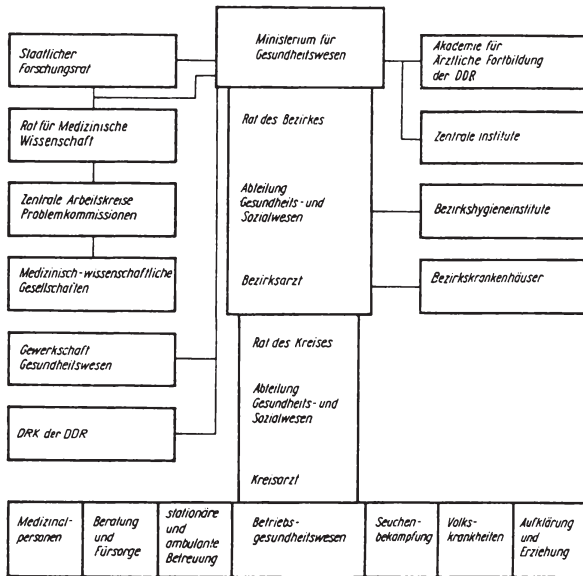 Staatlicher
Forschungsrat
Ministerium für
Gesundheitswesen
Akademie für
Ärztliche Fortbildung
der DDR
Rat für Medizinische
Wissenschaft
Rat des Bezirkes
Zentrale Institute
Zentrale Arbeitskreise
Problemkommissionen
Abteilung
Gesundheits- und
Sozialwesen
Bezirkshygieneinstitute
Medizinisch-wissenschaftliche
Gesellschaften
Bezirksarzt
Bezirkskrankenhäuser
Gewerkschaft
Gesundheitswesen
Rat des Kreises
Abteilung
Gesundheits- und
Sozialwesen
DRK der DDR
Kreisarzt
Medizinal-
personen
Beratung
und
Fürsorge
stationäre
und
ambulante
Betreuung
Betriebs-
gesundheitswesen
Seuchen-
bekämpfung
Volks-
krankheiten
Aufklärung
und
Erziehung